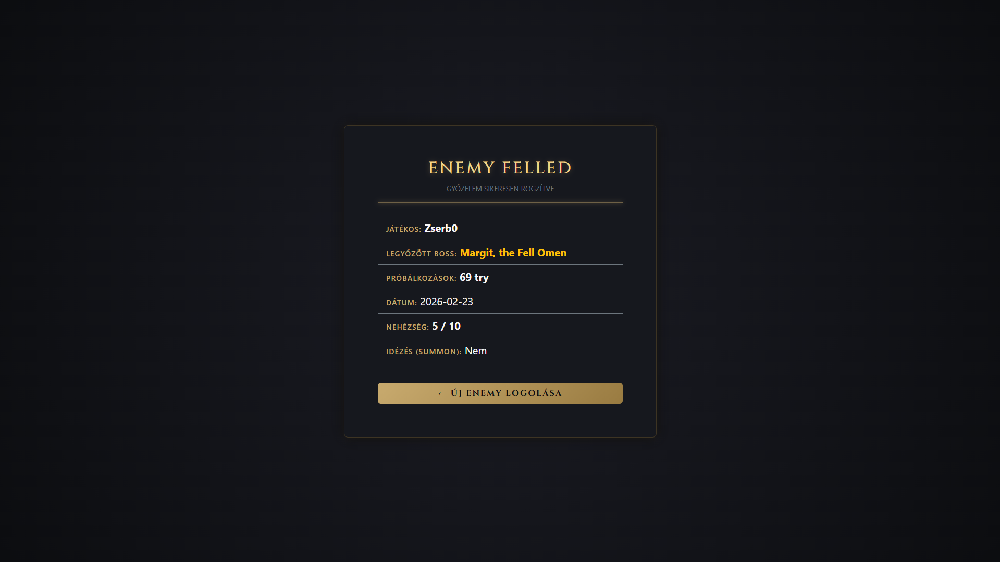 ENEMY FELLED
GYŐZELEM SIKERESEN RÖGZÍTVE
JÁTÉKOS: Zserb0
LEGYŐZÖTT BOSS: Margit, the Fell Omen
PRÓBÁLKOZÁSOK: 69 try
DÁTUM: 2026-02-23
NEHÉZSÉG: 5 / 10
IDÉZÉS (SUMMON): Nem
← ÚJ ENEMY LOGOLÁSA